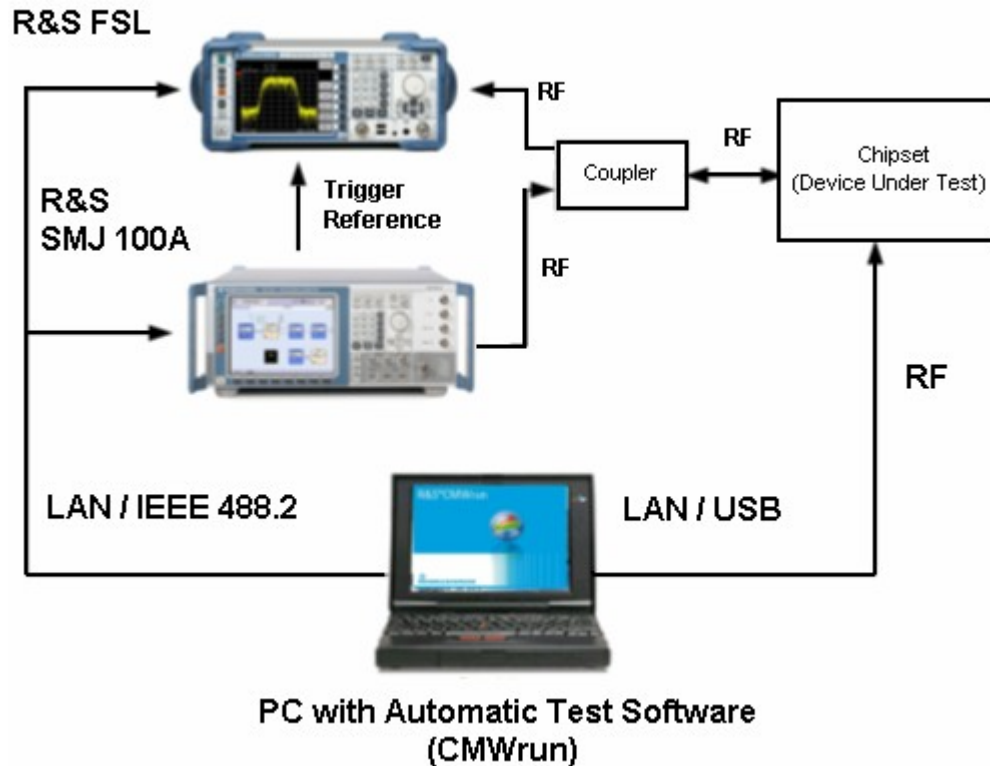 R&S FSL
RF
RF
Coupler
Chipset
(Device Under Test)
Trigger
Reference
R&S
SMJ 100A
RF
RF
LAN / IEEE 488.2
LAN / USB
R&S®CMWrun
PC with Automatic Test Software
(CMWrun)